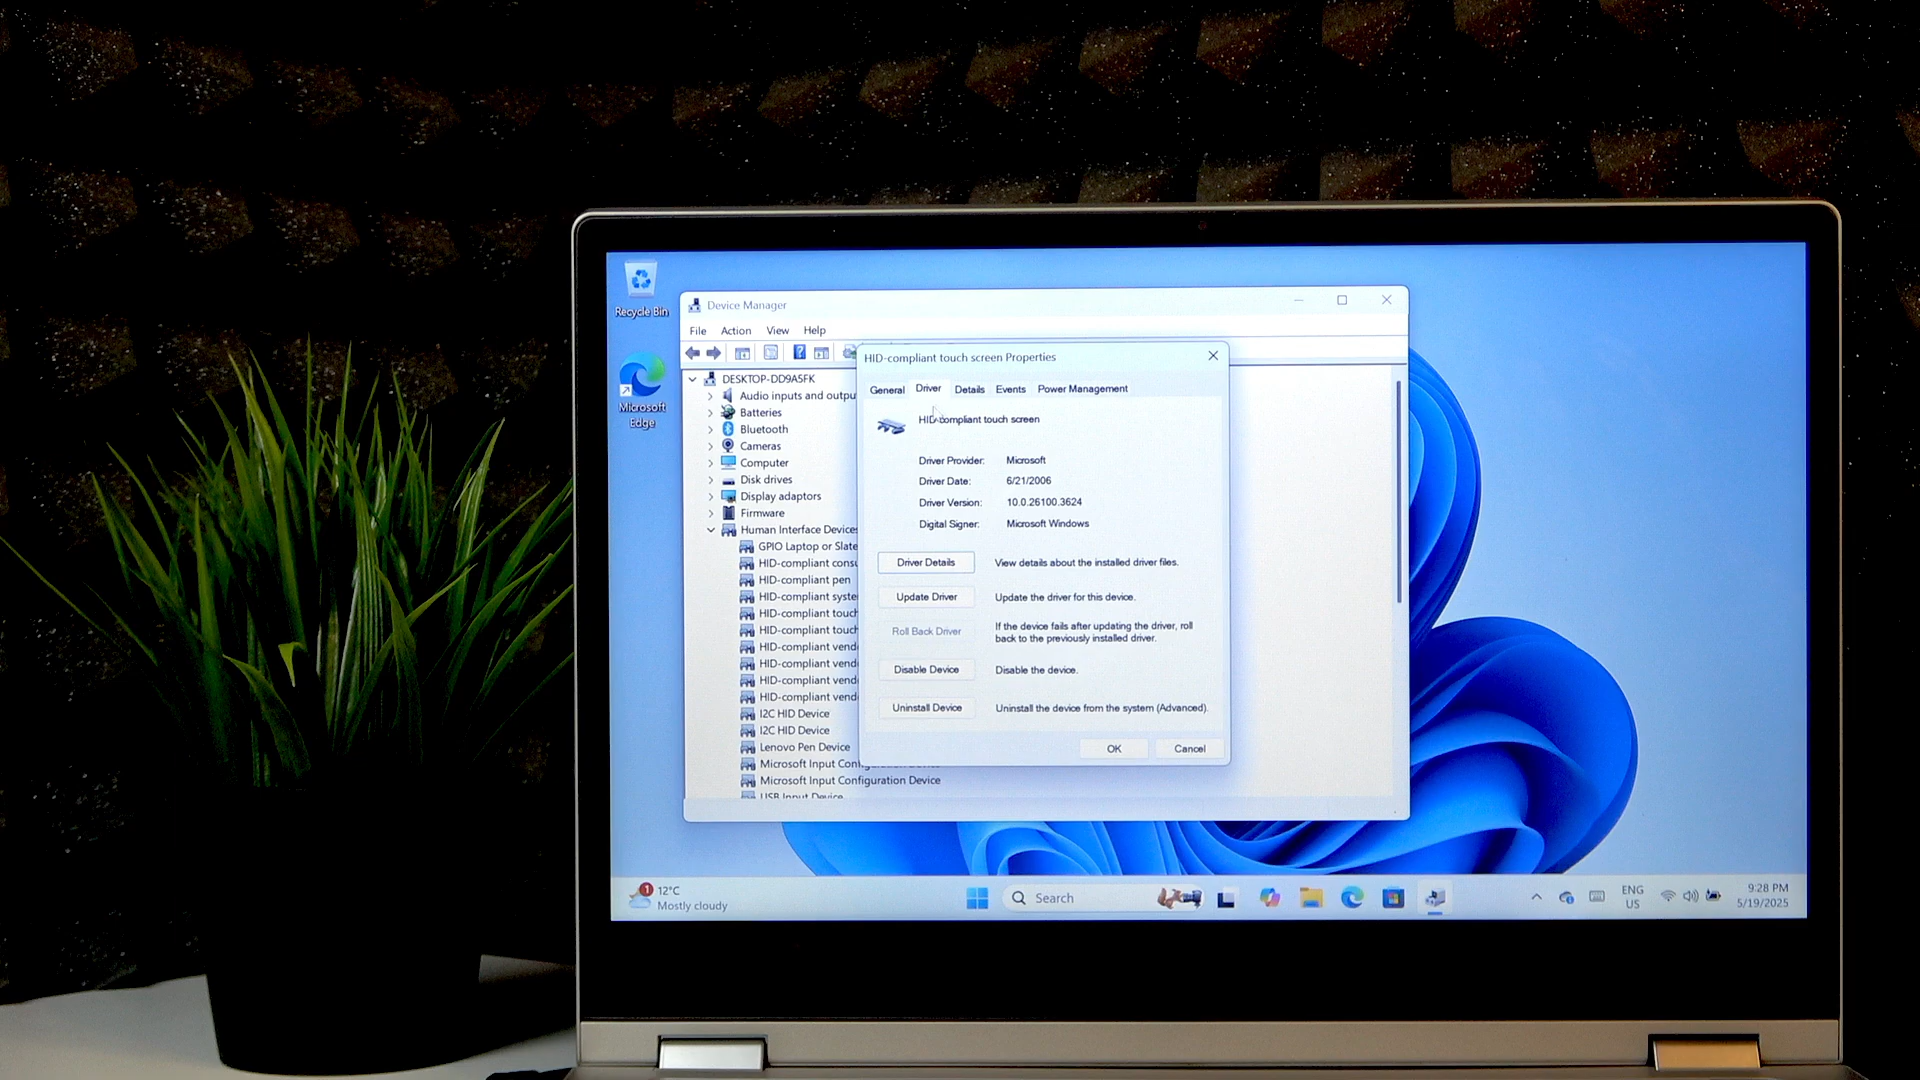 Recycle Bin
Microsoft
Edge
Device Manager
File Action View Help
DESKTOP-DD9A5FK
Audio inputs and outpu
Batteries
Bluetooth
Cameras
Computer
Disk drives
Display adaptors
Firmware
Human Interface Devices
GPIO Laptop or Slate
HID-compliant consu
HID-compliant pen
HID-compliant syste
HID-compliant touch
HID-compliant touch
HID-compliant vend
HID-compliant vend
HID-compliant vend
HID-compliant vend
I2C HID Device
I2C HID Device
Lenovo Pen Device
Microsoft Input Configuration Device
Microsoft Input Configuration Device
USB Input Device
HID-compliant touch screen Properties
General Driver Details Events Power Management
HID-compliant touch screen
Driver Provider: Microsoft
Driver Date: 6/21/2006
Driver Version: 10.0.26100.3624
Digital Signer: Microsoft Windows
Driver Details View details about the installed driver files.
Update Driver Update the driver for this device.
Roll Back Driver If the device fails after updating the driver, roll
back to the previously installed driver.
Disable Device Disable the device.
Uninstall Device Uninstall the device from the system (Advanced).
OK Cancel
1
12°C
Mostly cloudy
Search
ENG
US
9:28 PM
5/19/2025